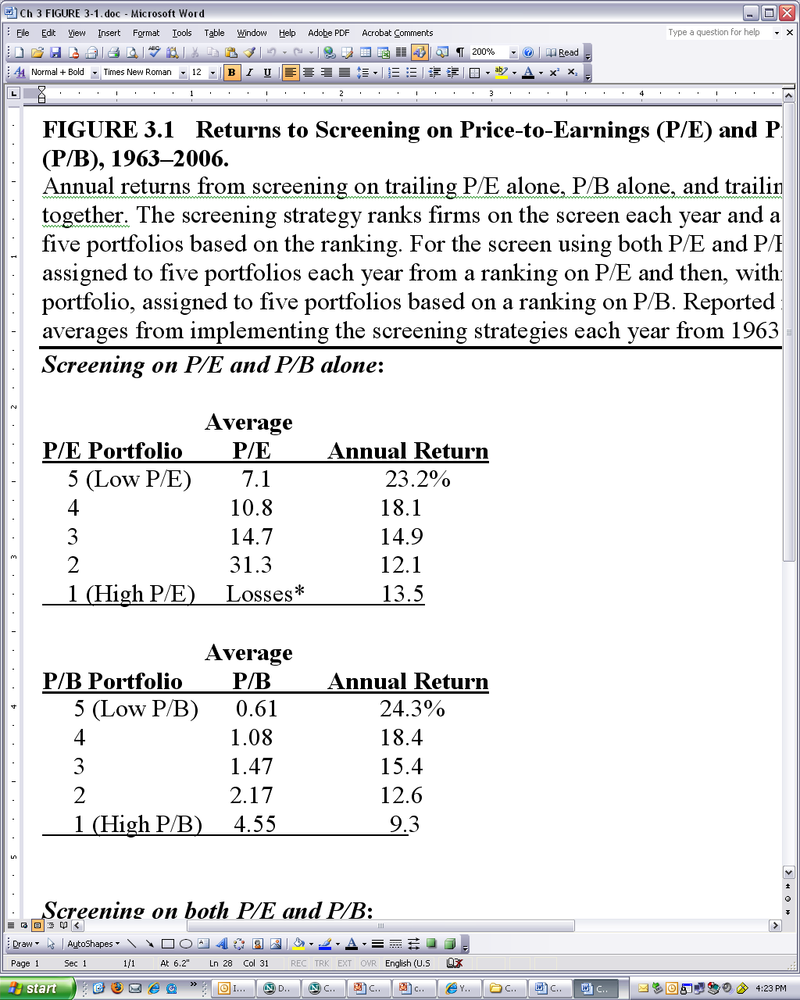 Ch 3 FIGURE 3-1.doc - Microsoft Word
File Edit View Insert Format Tools Table Window Help Adobe PDF Acrobat Comments Type a question for help
200% Read
Normal + Bold Times New Roman 12 B I U
1 2 3 4
FIGURE 3.1 Returns to Screening on Price-to-Earnings (P/E) and P
(P/B), 1963–2006.
Annual returns from screening on trailing P/E alone, P/B alone, and trailin
together. The screening strategy ranks firms on the screen each year and a
five portfolios based on the ranking. For the screen using both P/E and P/
assigned to five portfolios each year from a ranking on P/E and then, with
portfolio, assigned to five portfolios based on a ranking on P/B. Reported
averages from implementing the screening strategies each year from 1963
Screening on P/E and P/B alone:
Average
P/E Portfolio P/E Annual Return
5 (Low P/E) 7.1 23.2%
4 10.8 18.1
3 14.7 14.9
2 31.3 12.1
1 (High P/E) Losses* 13.5
Average
P/B Portfolio P/B Annual Return
5 (Low P/B) 0.61 24.3%
4 1.08 18.4
3 1.47 15.4
2 2.17 12.6
1 (High P/B) 4.55 9.3
Screening on both P/E and P/B:
Draw AutoShapes
Page 1 Sec 1 1/1 At 6.2" Ln 28 Col 31 REC TRK EXT OVR English (U.S
start I... D.. C.. C.. c.. Y.. C.. C.. C.. 4:23 PM